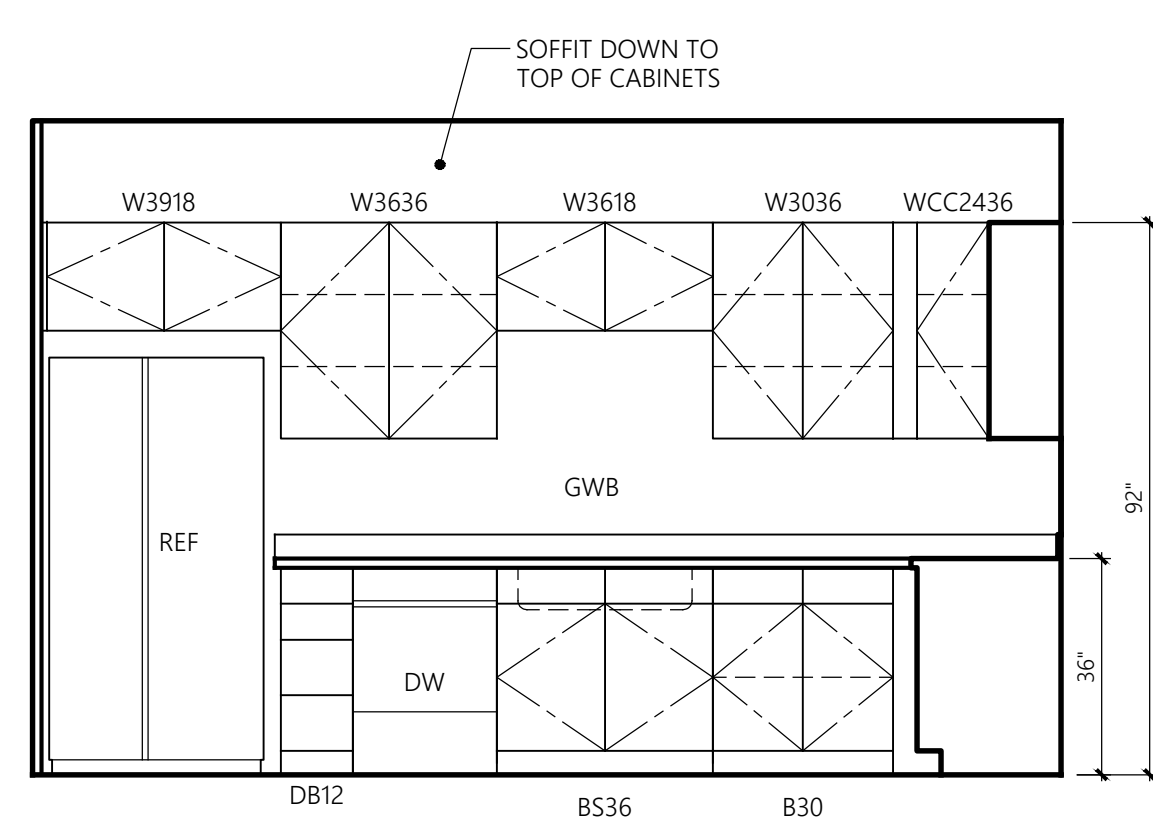 SOFFIT DOWN TO
TOP OF CABINETS
W3918
W3636
W3618
W3036
WCC2436
GWB
REF
DW
92"
36"
DB12
BS36
B30